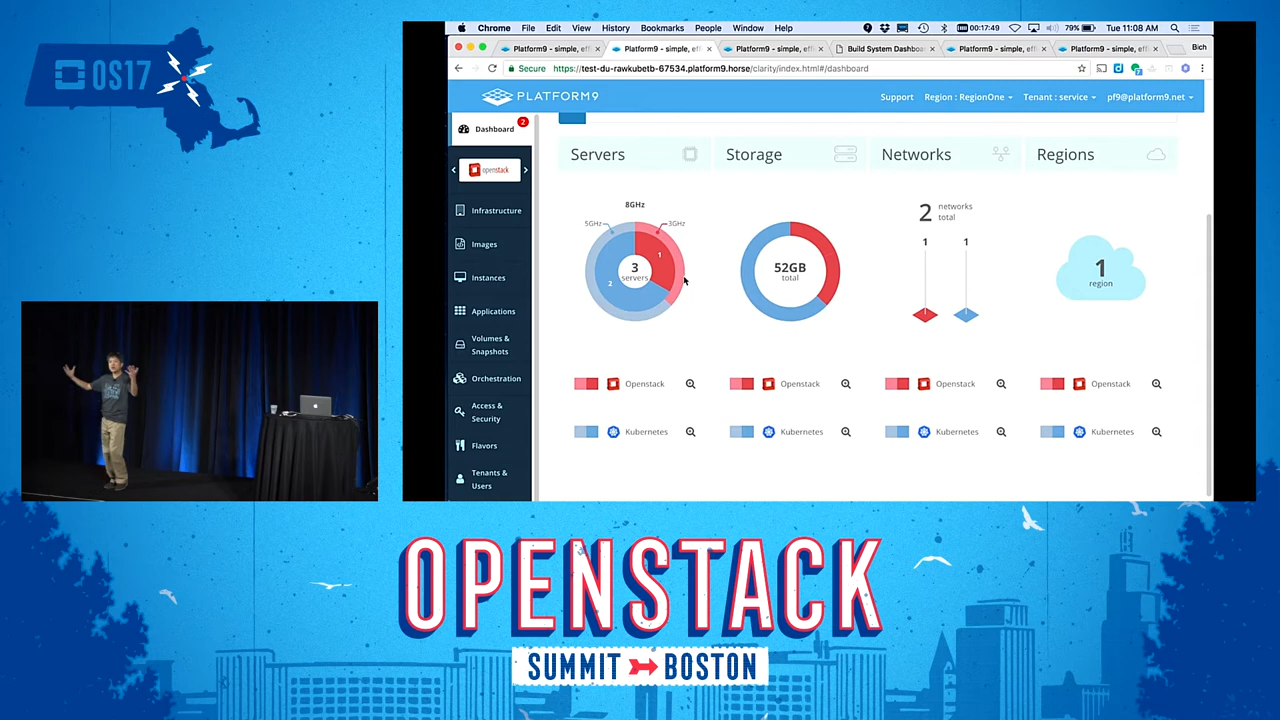 OS17
Chrome File Edit View History Bookmarks People Window Help
00:17:49
79%
Tue 11:08 AM
Platform9 - simple, eff
Platform9 - simple, ef
Platform9 - simple, eff
Build System Dashboa
Platform9 - simple, eff
Platform9 - simple, eff
Bich
Secure
https://test-du-rawkubetb-67534.platform9.horse/clarity/index.html#/dashboard
PLATFORM9
Support
Region : RegionOne
Tenant : service
pf9@platform9.net
Dashboard
2
openstack
Infrastructure
Images
Instances
Applications
Volumes &
Snapshots
Orchestration
Access &
Security
Flavors
Tenants &
Users
Servers
8GHz
5GHz
3GHz
1
3
servers
2
Openstack
Kubernetes
Storage
52GB
total
Openstack
Kubernetes
Networks
2
networks
total
1
1
Openstack
Kubernetes
Regions
1
region
Openstack
Kubernetes
OPENSTACK
SUMMIT BOSTON